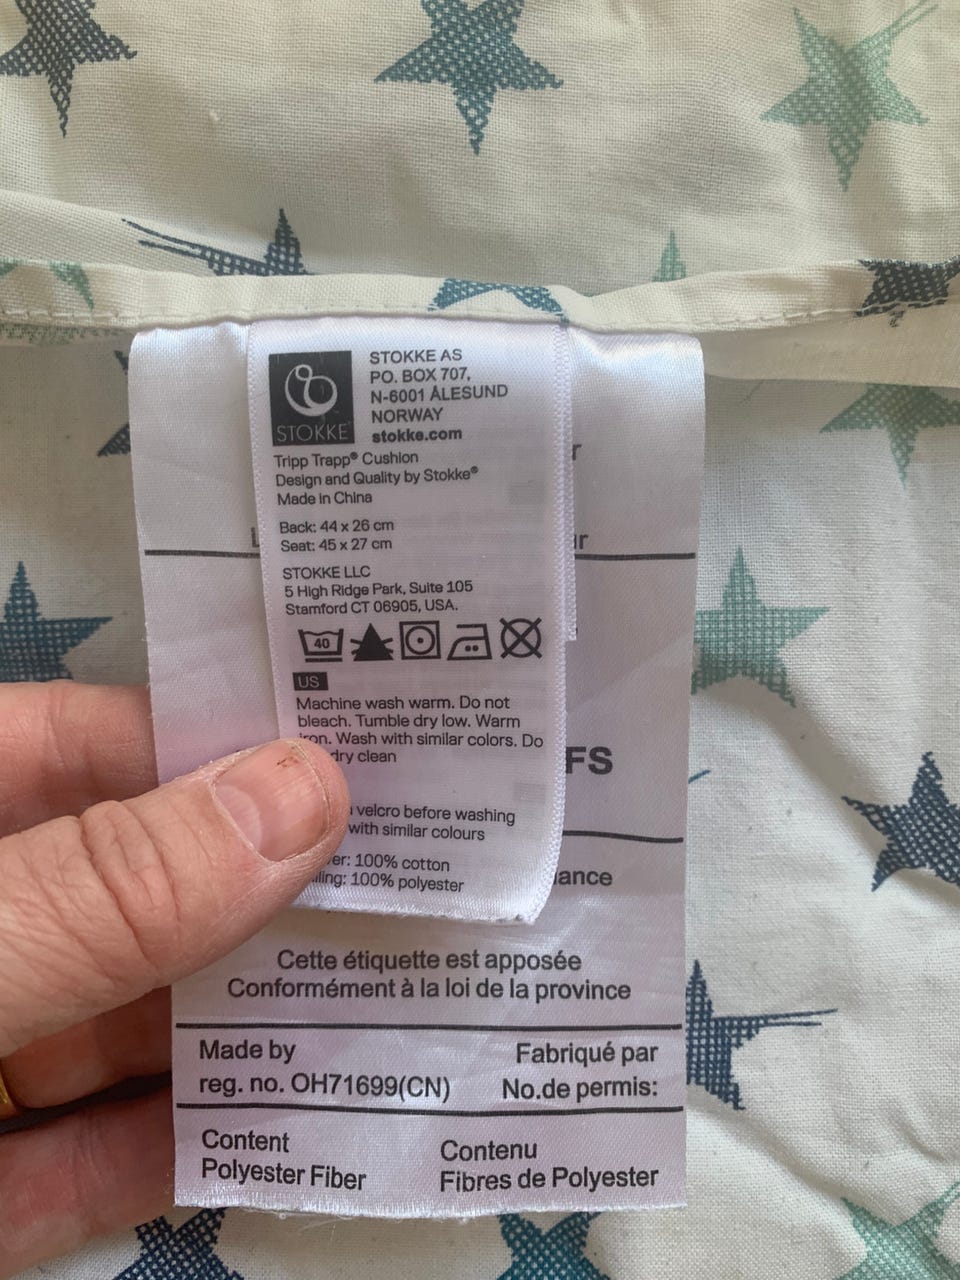 STOKKE AS
PO. BOX 707,
N-6001 ÅLESUND
NORWAY
stokke.com
STOKKE™
Tripp Trapp® Cushion
Design and Quality by Stokke®
Made in China
Back: 44 x 26 cm
Seat: 45 x 27 cm
STOKKE LLC
5 High Ridge Park, Suite 105
Stamford CT 06905, USA.
40
US
Machine wash warm. Do not
bleach. Tumble dry low. Warm
iron. Wash with similar colors. Do
dry clean
velcro before washing
with similar colours
100% cotton
100% polyester
Cette étiquette est apposée
Conformément à la loi de la province
Made by
reg. no. OH71699(CN)
Fabriqué par
No.de permis:
Content
Polyester Fiber
Contenu
Fibres de Polyester